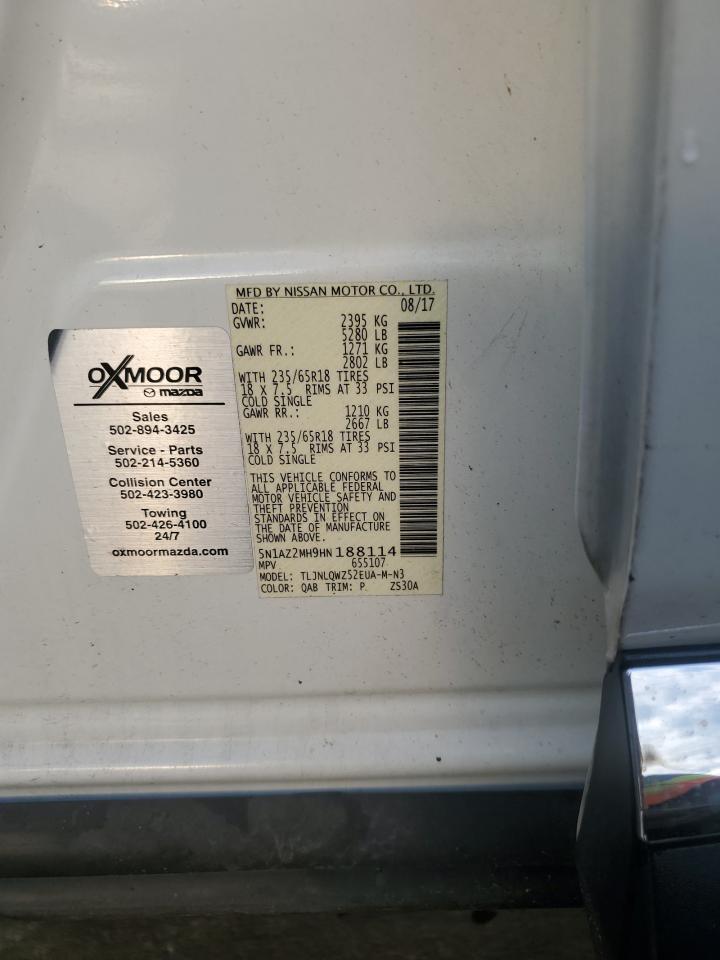 OXMOOR
mazda
Sales
502-894-3425
Service - Parts
502-214-5360
Collision Center
502-423-3980
Towing
502-426-4100
24/7
oxmoormazda.com
MFD BY NISSAN MOTOR CO., LTD.
DATE: 08/17
GVWR: 2395 KG
5280 LB
GAWR FR.: 1271 KG
2802 LB
WITH 235/65R18 TIRES
18 X 7.5 RIMS AT 33 PSI
COLD SINGLE
GAWR RR.: 1210 KG
2667 LB
WITH 235/65R18 TIRES
18 X 7.5 RIMS AT 33 PSI
COLD SINGLE
THIS VEHICLE CONFORMS TO
ALL APPLICABLE FEDERAL
MOTOR VEHICLE SAFETY AND
THEFT PREVENTION
STANDARDS IN EFFECT ON
THE DATE OF MANUFACTURE
SHOWN ABOVE.
5N1AZ2MH9HN188114
MPV 655107
MODEL: TLJNLQWZ52EUA-M-N3
COLOR: QAB TRIM: P ZS30A